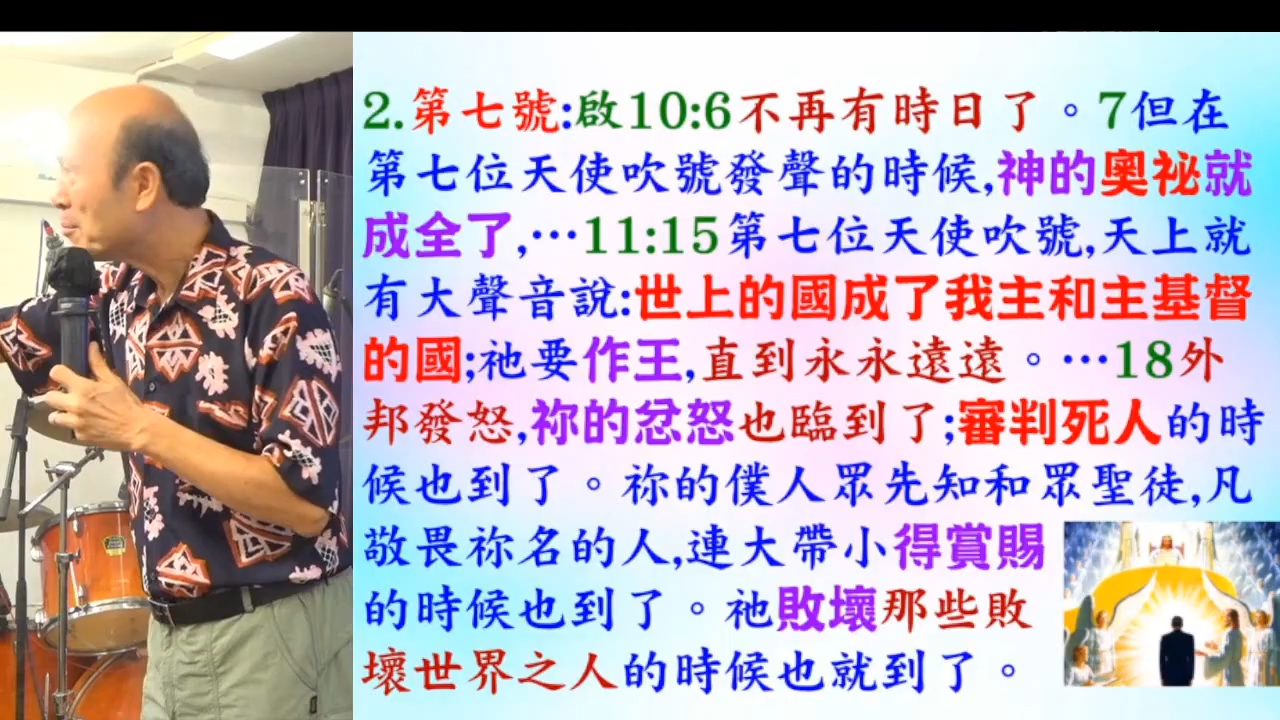 2.第七號:啟10:6不再有時日了。7但在
第七位天使吹號發聲的時候,神的奧祕就
成全了,…11:15第七位天使吹號,天上就
有大聲音說:世上的國成了我主和主基督
的國;祂要作王,直到永永遠遠。…18外
邦發怒,祢的忿怒也臨到了;審判死人的時
候也到了。祢的僕人眾先知和眾聖徒,凡
敬畏祢名的人,連大帶小得賞賜
的時候也到了。祂敗壞那些敗
壞世界之人的時候也就到了。